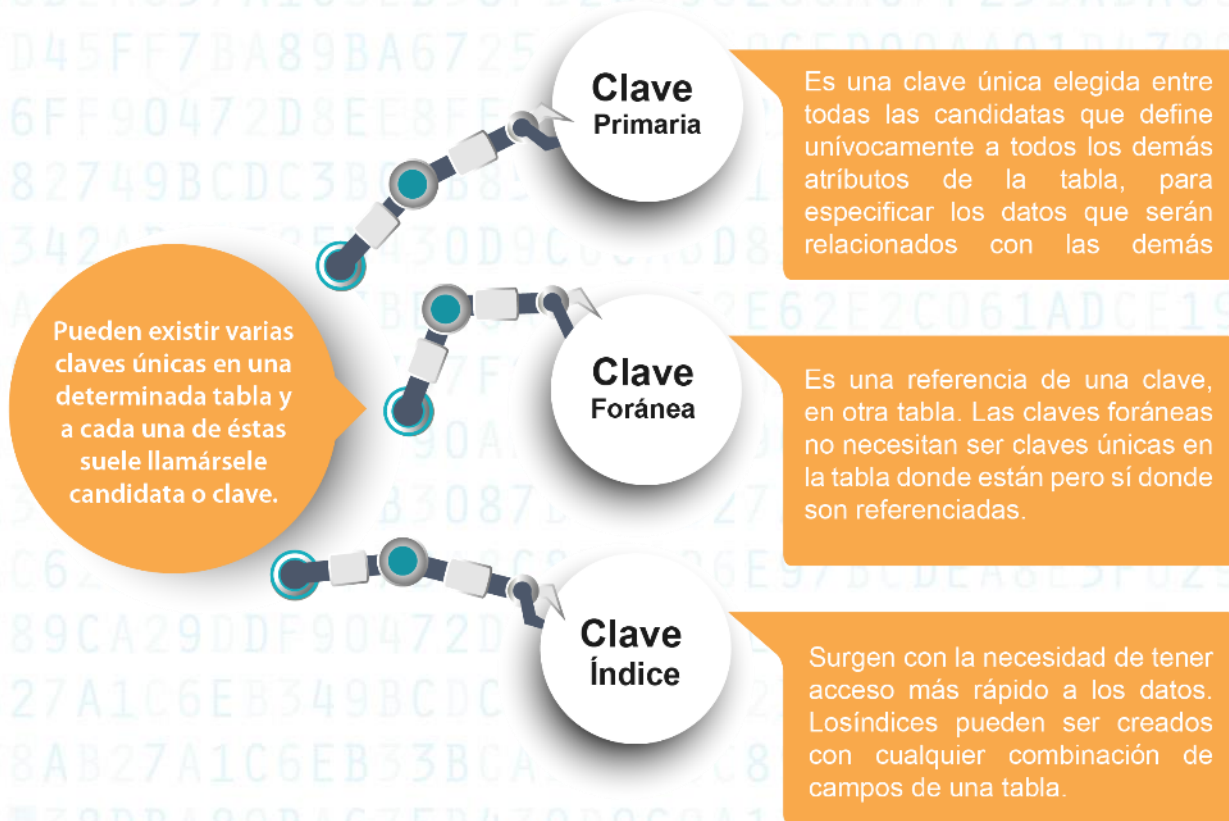 Clave
Primaria
Es una clave única elegida entre
todas las candidatas que define
unívocamente a todos los demás
atríbutos de la tabla, para
especificar los datos que serán
relacionados con las demás
Pueden existir varias
claves únicas en una
determinada tabla y
a cada una de éstas
suele llamársele
candidata o clave.
Clave
Foránea
Es una referencia de una clave,
en otra tabla. Las claves foráneas
no necesitan ser claves únicas en
la tabla donde están pero sí donde
son referenciadas.
Clave
Índice
Surgen con la necesidad de tener
acceso más rápido a los datos.
Losíndices pueden ser creados
con cualquier combinación de
campos de una tabla.